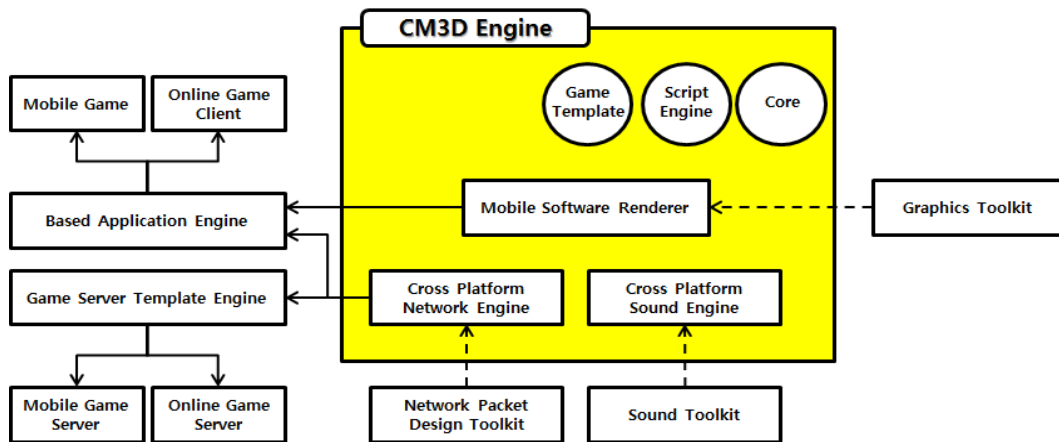 CM3D Engine
Mobile Game
Online Game
Client
Game
Template
Script
Engine
Core
Based Application Engine
Mobile Software Renderer
Graphics Toolkit
Game Server Template Engine
Cross Platform
Network Engine
Cross Platform
Sound Engine
Mobile Game
Server
Online Game
Server
Network Packet
Design Toolkit
Sound Toolkit